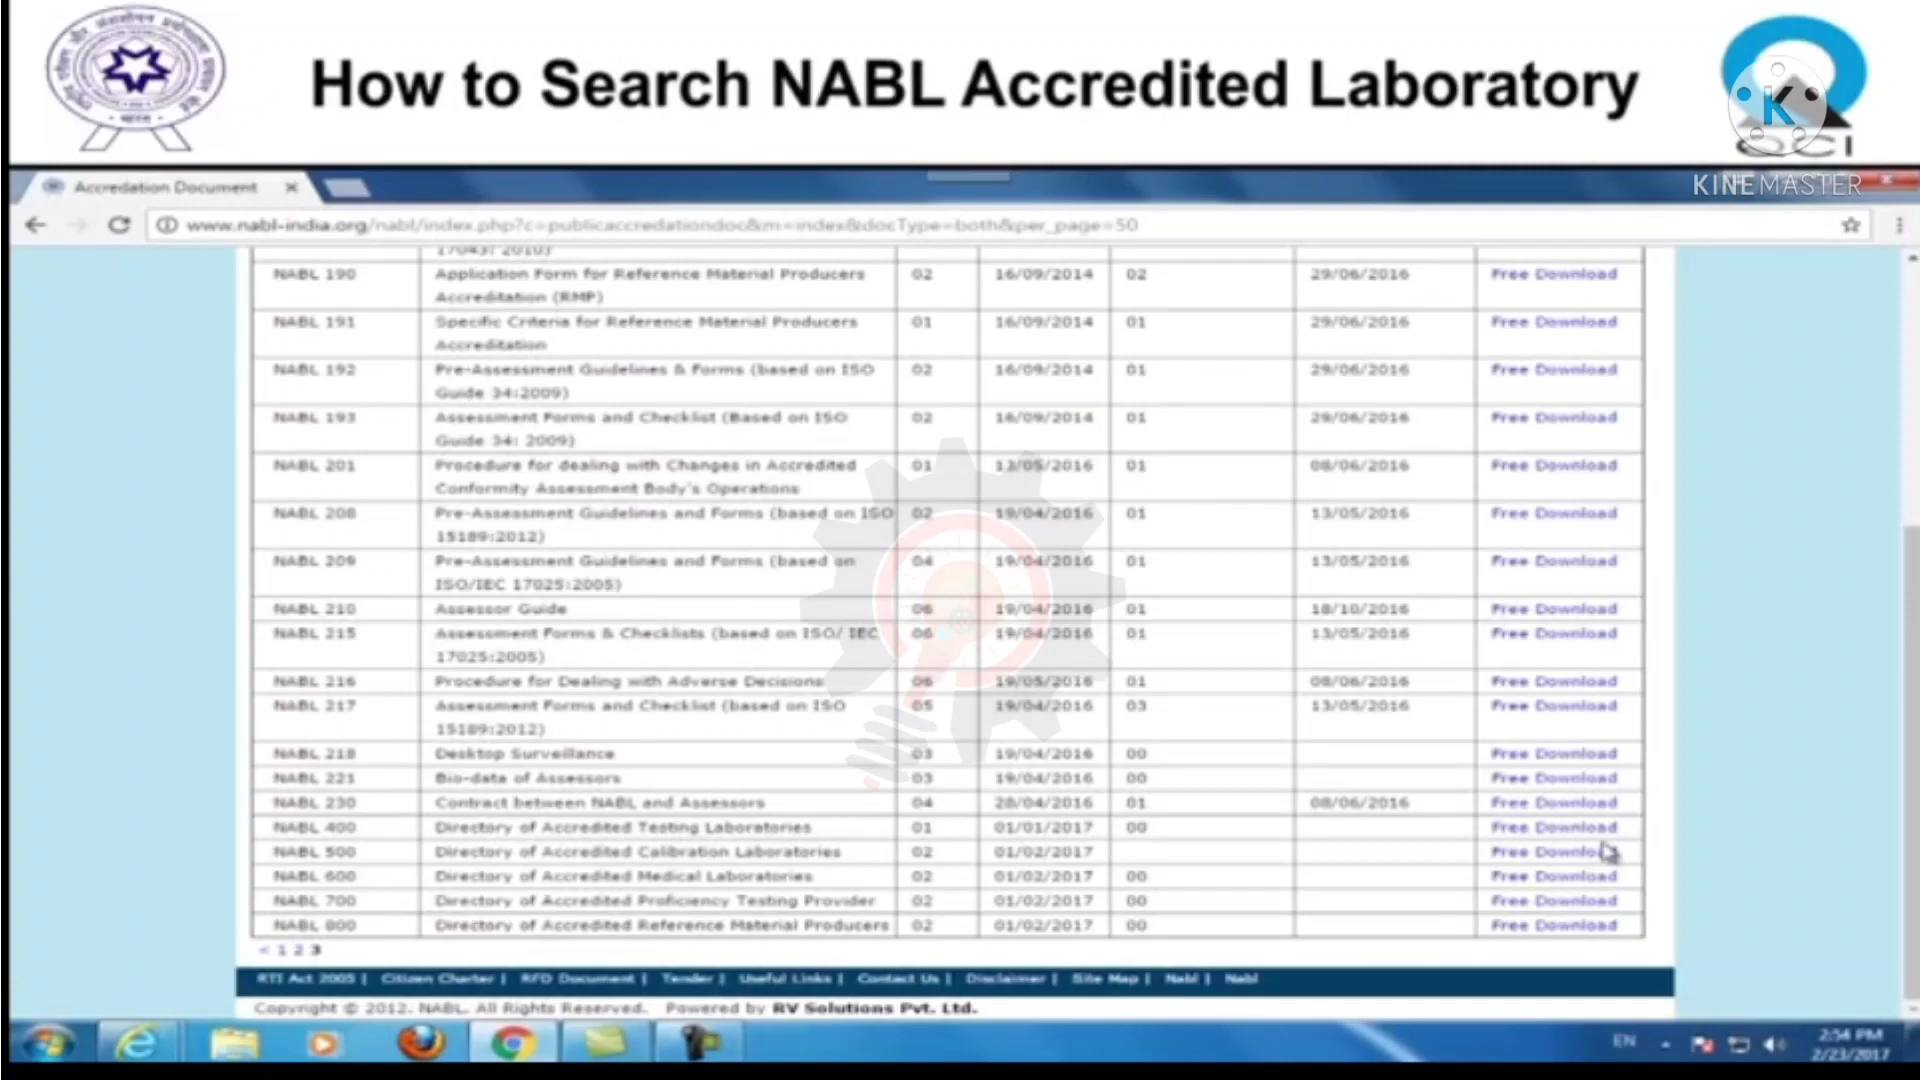 How to Search NABL Accredited Laboratory
QCI
K
KINEMASTER
Accredation Document
www.nabl-india.org/nabl/index.php?c=publicaccredationdoc&m=index&docType=both&per_page=50
17043: 2010)
NABL 190 Application Form for Reference Material Producers 02 16/09/2014 02 29/06/2016 Free Download
Accreditation (RMP)
NABL 191 Specific Criteria for Reference Material Producers 01 16/09/2014 01 29/06/2016 Free Download
Accreditation
NABL 192 Pre-Assessment Guidelines & Forms (based on ISO 02 16/09/2014 01 29/06/2016 Free Download
Guide 34:2009)
NABL 193 Assessment Forms and Checklist (Based on ISO 02 16/09/2014 01 29/06/2016 Free Download
Guide 34: 2009)
NABL 201 Procedure for dealing with Changes in Accredited 01 13/05/2016 01 08/06/2016 Free Download
Conformity Assessment Body's Operations
NABL 208 Pre-Assessment Guidelines and Forms (based on ISO 02 19/04/2016 01 13/05/2016 Free Download
15189:2012)
NABL 209 Pre-Assessment Guidelines and Forms (based on 04 19/04/2016 01 13/05/2016 Free Download
ISO/IEC 17025:2005)
NABL 210 Assessor Guide 06 19/04/2016 01 18/10/2016 Free Download
NABL 215 Assessment Forms & Checklists (based on ISO/ IEC 06 19/04/2016 01 13/05/2016 Free Download
17025:2005)
NABL 216 Procedure for Dealing with Adverse Decisions 06 19/05/2016 01 08/06/2016 Free Download
NABL 217 Assessment Forms and Checklist (based on ISO 05 19/04/2016 03 13/05/2016 Free Download
15189:2012)
NABL 218 Desktop Surveillance 03 19/04/2016 00 Free Download
NABL 221 Bio-data of Assessors 03 19/04/2016 00 Free Download
NABL 230 Contract between NABL and Assessors 04 28/04/2016 01 08/06/2016 Free Download
NABL 400 Directory of Accredited Testing Laboratories 01 01/01/2017 00 Free Download
NABL 500 Directory of Accredited Calibration Laboratories 02 01/02/2017 Free Download
NABL 600 Directory of Accredited Medical Laboratories 02 01/02/2017 00 Free Download
NABL 700 Directory of Accredited Proficiency Testing Provider 02 01/02/2017 00 Free Download
NABL 800 Directory of Accredited Reference Material Producers 02 01/02/2017 00 Free Download
< 1 2 3
RTI Act 2005 | Citizen Charter | RFD Document | Tender | Useful Links | Contact Us | Disclaimer | Site Map | Nabl | Nabl
Copyright © 2012. NABL. All Rights Reserved. Powered by RV Solutions Pvt. Ltd.
EN
2:54 PM
2/23/2017